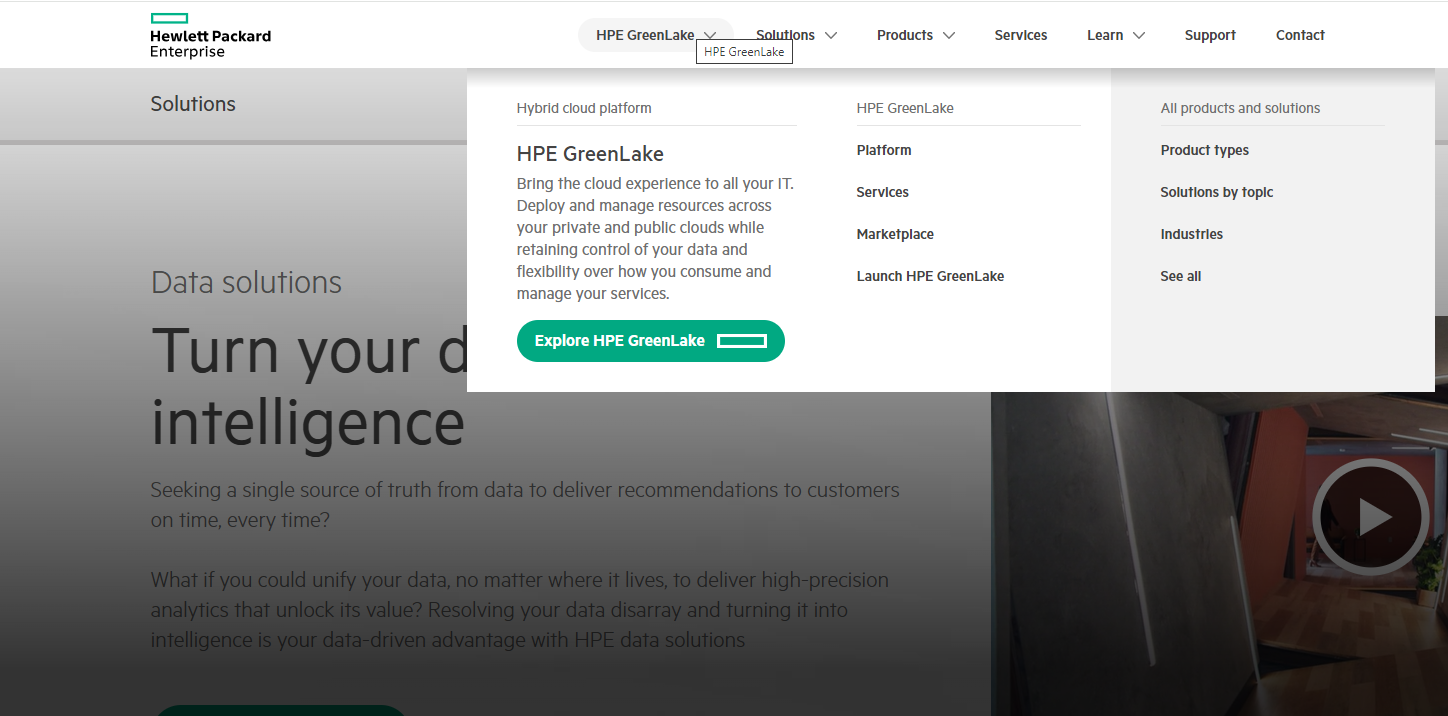 Hewlett Packard
Enterprise
HPE GreenLake
Solutions
Products
Services
Learn
Support
Contact
HPE GreenLake
Solutions
Hybrid cloud platform
HPE GreenLake
Bring the cloud experience to all your IT.
Deploy and manage resources across
your private and public clouds while
retaining control of your data and
flexibility over how you consume and
manage your services.
Explore HPE GreenLake
HPE GreenLake
Platform
Services
Marketplace
Launch HPE GreenLake
All products and solutions
Product types
Solutions by topic
Industries
See all
Data solutions
Turn your d
intelligence
Seeking a single source of truth from data to deliver recommendations to customers
on time, every time?
What if you could unify your data, no matter where it lives, to deliver high-precision
analytics that unlock its value? Resolving your data disarray and turning it into
intelligence is your data-driven advantage with HPE data solutions